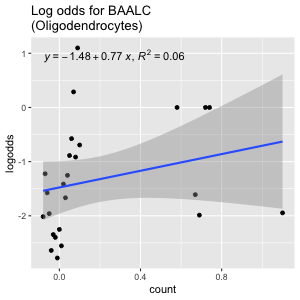 Log odds for BAALC
(Oligodendrocytes)
y = −1.48 + 0.77 x, R² = 0.06
1
0
-1
-2
logodds
0.0 0.4 0.8
count